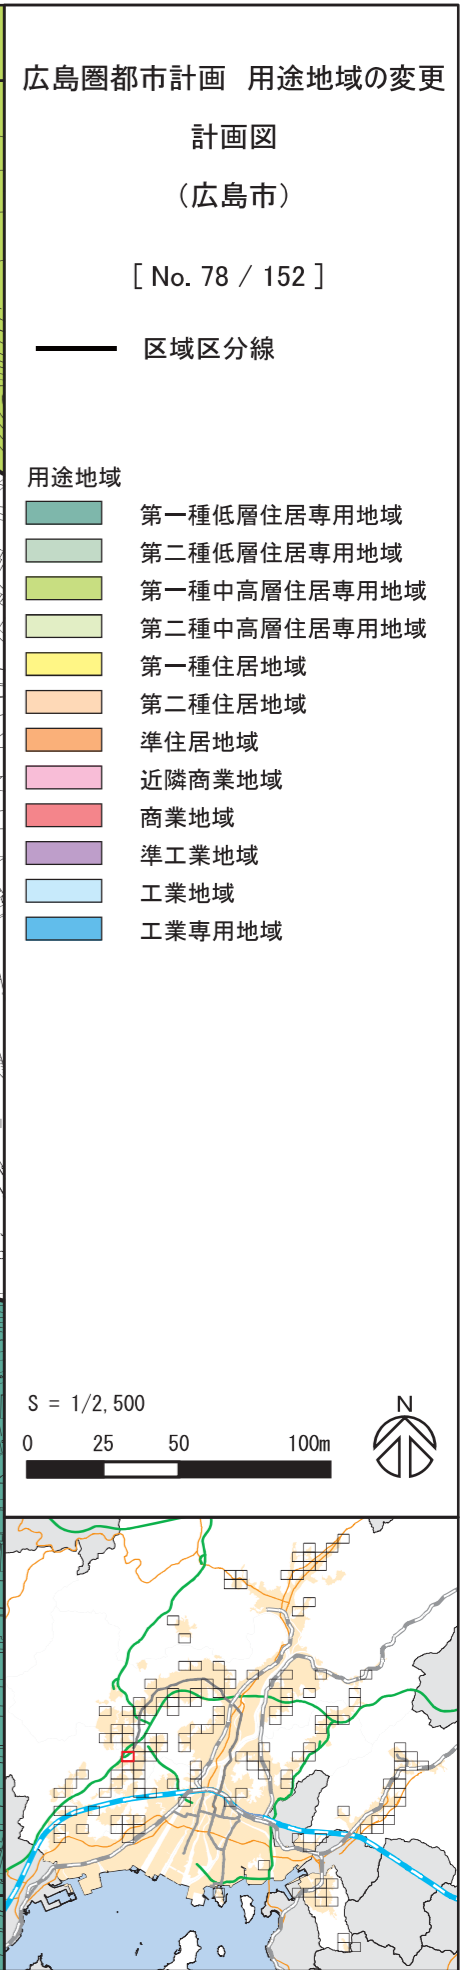 広島圏都市計画 用途地域の変更
計画図
（広島市）
[ No. 78 / 152 ]
区域区分線
用途地域
第一種低層住居専用地域
第二種低層住居専用地域
第一種中高層住居専用地域
第二種中高層住居専用地域
第一種住居地域
第二種住居地域
準住居地域
近隣商業地域
商業地域
準工業地域
工業地域
工業専用地域
S = 1/2,500
N
0 25 50 100m